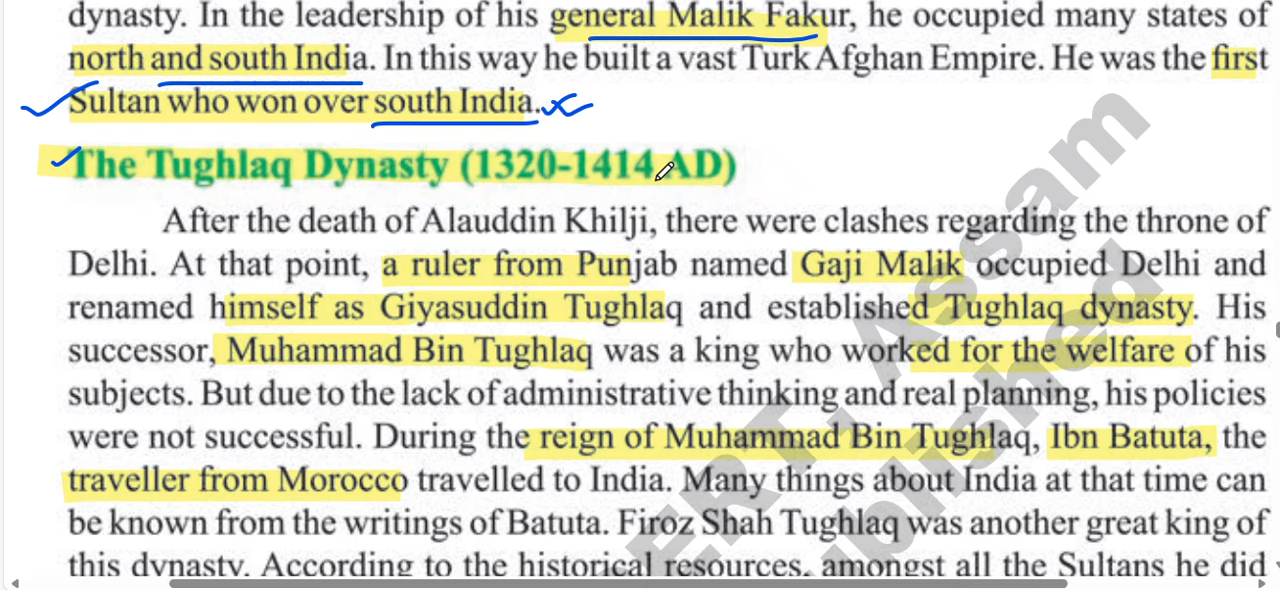 dynasty. In the leadership of his general Malik Fakur, he occupied many states of
north and south India. In this way he built a vast Turk Afghan Empire. He was the first
Sultan who won over south India.
The Tughlaq Dynasty (1320-1414 AD)
After the death of Alauddin Khilji, there were clashes regarding the throne of
Delhi. At that point, a ruler from Punjab named Gaji Malik occupied Delhi and
renamed himself as Giyasuddin Tughlaq and established Tughlaq dynasty. His
successor, Muhammad Bin Tughlaq was a king who worked for the welfare of his
subjects. But due to the lack of administrative thinking and real planning, his policies
were not successful. During the reign of Muhammad Bin Tughlaq, Ibn Batuta, the
traveller from Morocco travelled to India. Many things about India at that time can
be known from the writings of Batuta. Firoz Shah Tughlaq was another great king of
this dynasty. According to the historical resources, amongst all the Sultans he did
ERT, Assam
ublished